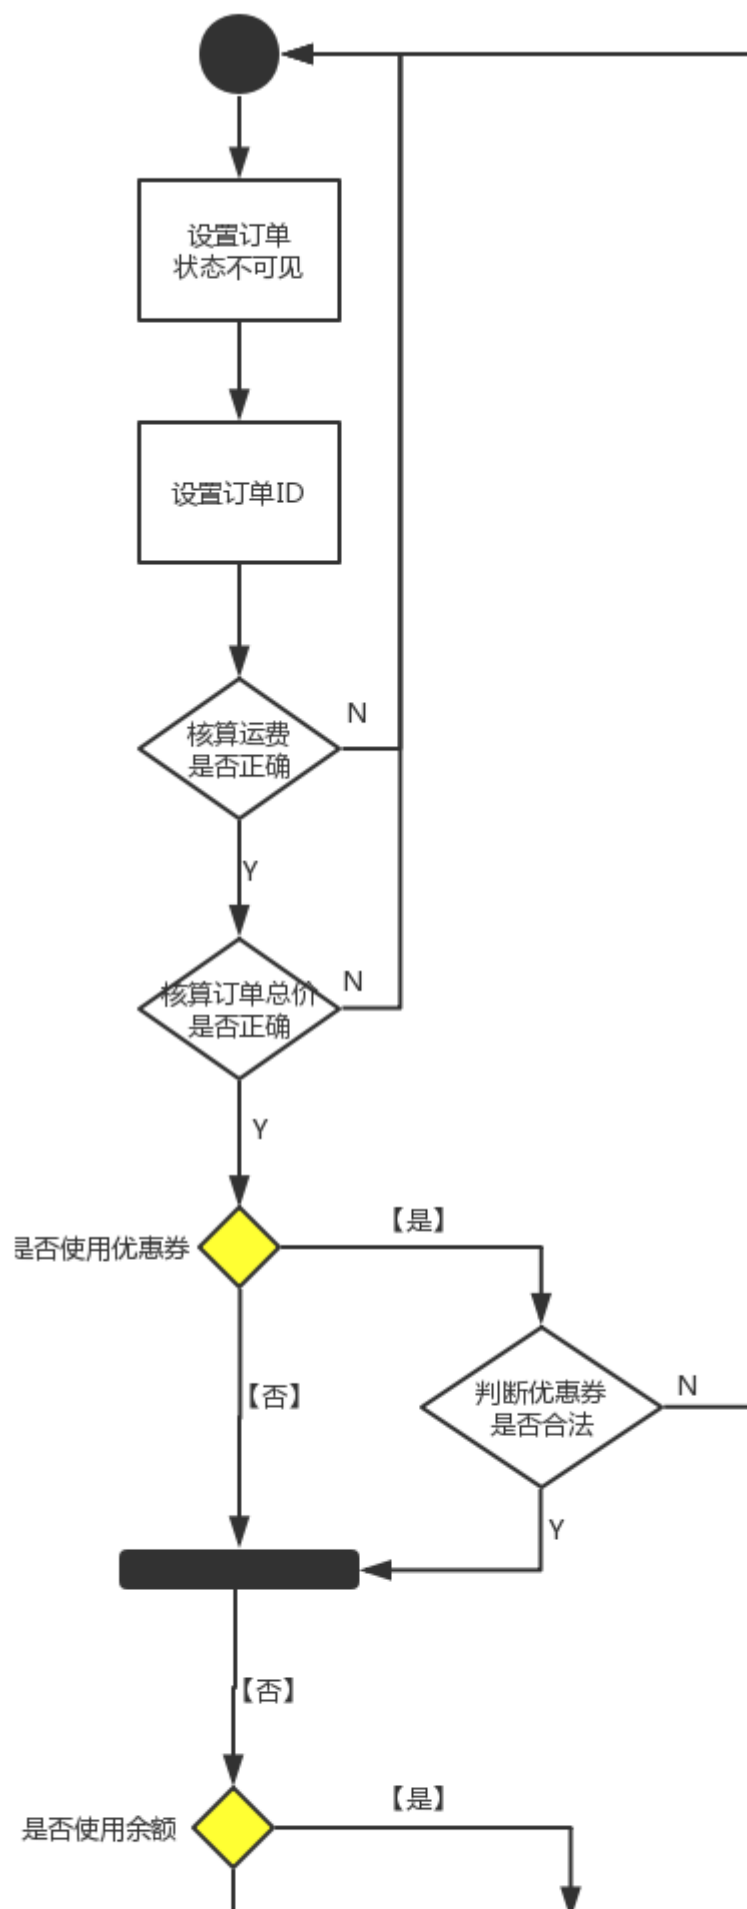 设置订单
状态不可见
设置订单ID
核算运费
是否正确
N
Y
核算订单总价
是否正确
N
Y
是否使用优惠券
【是】
【否】
判断优惠券
是否合法
N
Y
【否】
是否使用余额
【是】